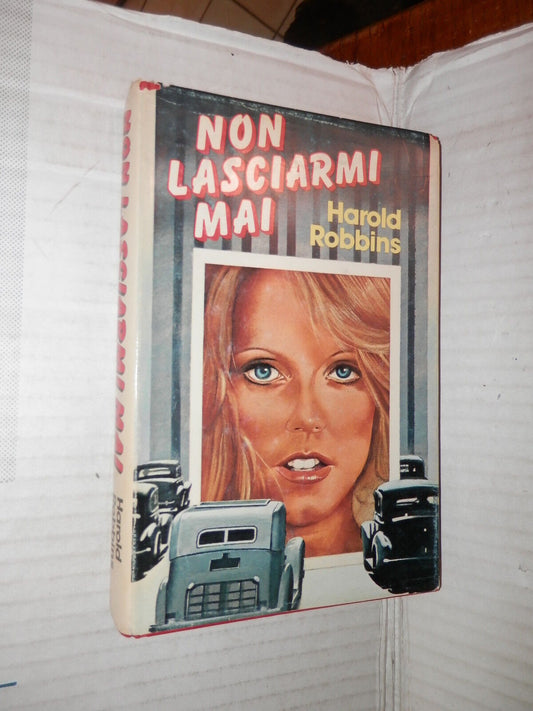 NON
LASCIARMI
MAI
Harold
Robbins
NON LASCIARMI MAI
Harold
Robbins